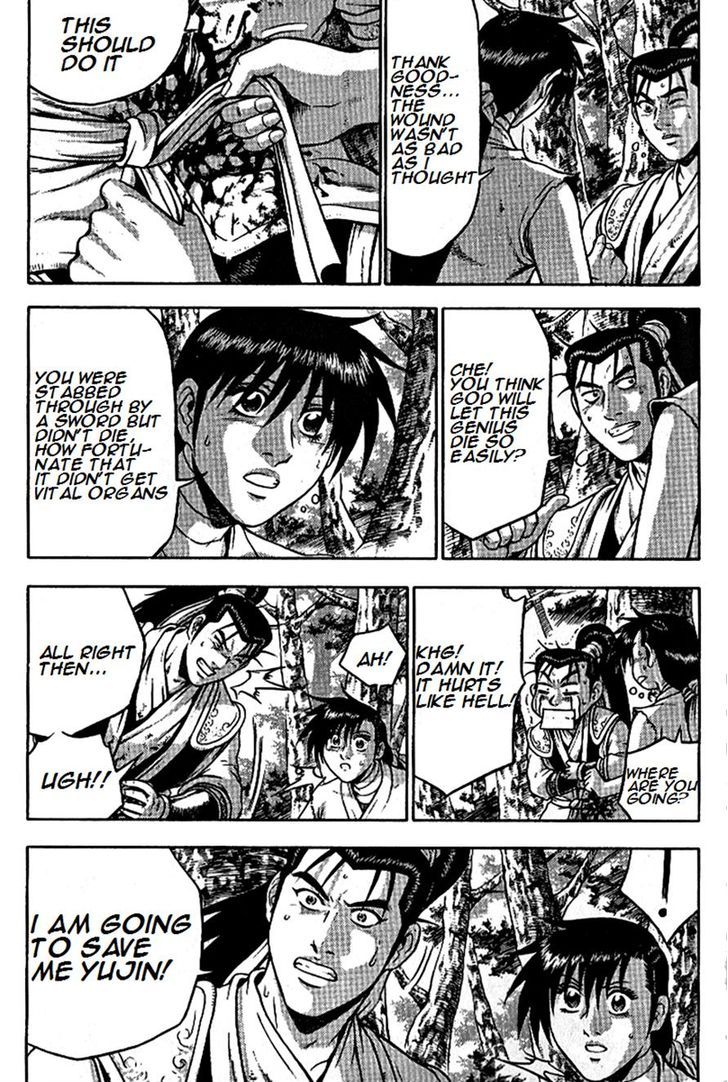 THIS
SHOULD
DO IT
THANK
GOOD-
NESS...
THE
WOUND
WASN'T
AS BAD
AS I
THOUGHT
YOU WERE
STABBED
THROUGH BY
A SWORD BUT
DIDN'T DIE,
HOW FORTU-
NATE THAT
IT DIDN'T GET
VITAL ORGANS
CHE!
YOU THINK
GOD WILL
LET THIS
GENIUS
DIE SO
EASILY?
ALL RIGHT
THEN...
UGH!!
AH!
KHG!
DAMN IT!
IT HURTS
LIKE HELL!
WHERE
ARE YOU
GOING?
I AM GOING
TO SAVE
ME YUJIN!
!